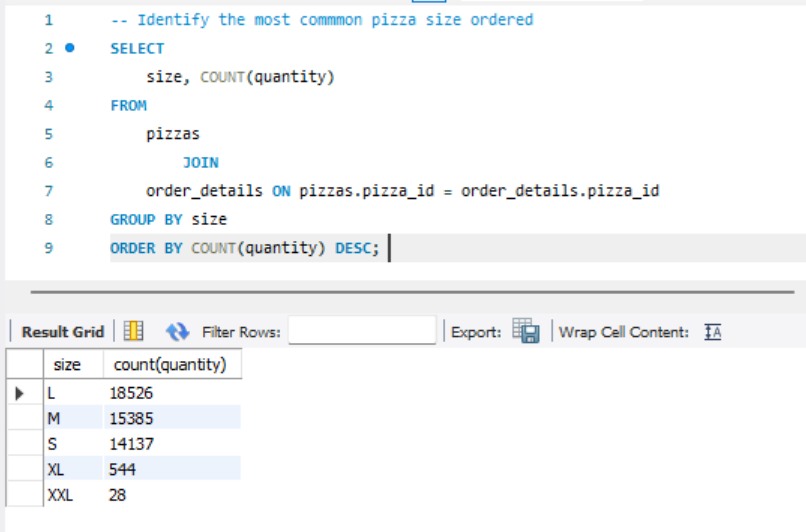 1 -- Identify the most commmon pizza size ordered
2 SELECT
3 size, COUNT(quantity)
4 FROM
5 pizzas
6 JOIN
7 order_details ON pizzas.pizza_id = order_details.pizza_id
8 GROUP BY size
9 ORDER BY COUNT(quantity) DESC;
Result Grid Filter Rows: Export: Wrap Cell Content: IA
size count(quantity)
L 18526
M 15385
S 14137
XL 544
XXL 28